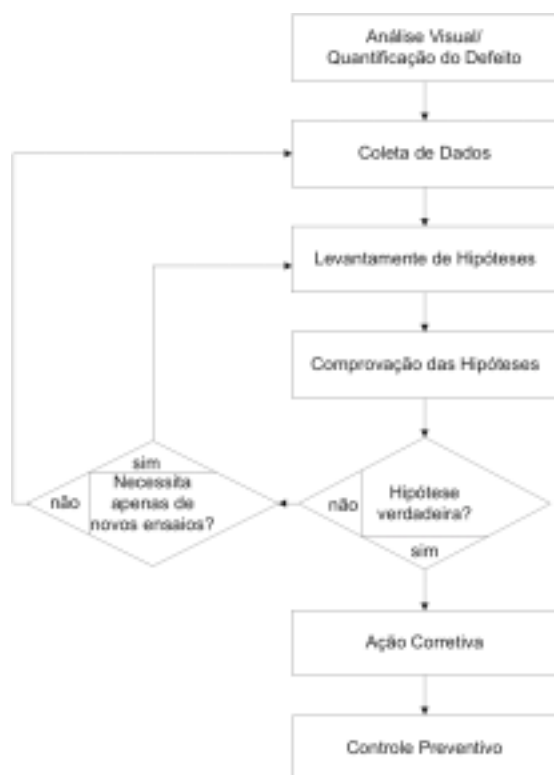 Análise Visual/
Quantificação do Defeito
Coleta de Dados
Levantamente de Hipóteses
Comprovação das Hipóteses
sim
não
Necessita
apenas de
novos ensaios?
não
Hipótese
verdadeira?
sim
Ação Corretiva
Controle Preventivo